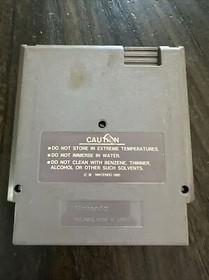 CAUTION
•DO NOT STORE IN EXTREME TEMPERATURES.
•DO NOT IMMERSE IN WATER.
•DO NOT CLEAN WITH BENZENE, THINNER,
ALCOHOL OR OTHER SUCH SOLVENTS.
Nintendo